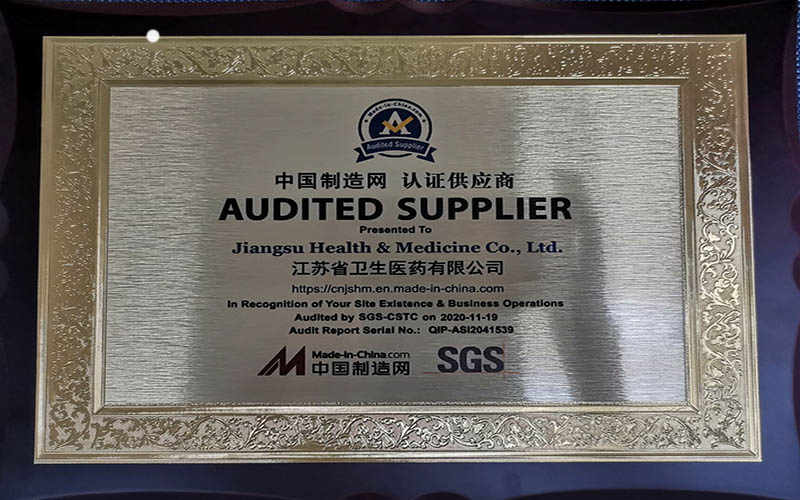 Made-in-China.com
Audited Supplier
中国制造网 认证供应商
AUDITED SUPPLIER
Presented To
Jiangsu Health & Medicine Co., Ltd.
江苏省卫生医药有限公司
https://cnjshm.en.made-in-china.com
In Recognition of Your Site Existence & Business Operations
Audited by SGS-CSTC on 2020-11-19
Audit Report Serial No.: QIP-ASI2041539
Made-in-China.com
中国制造网
SGS